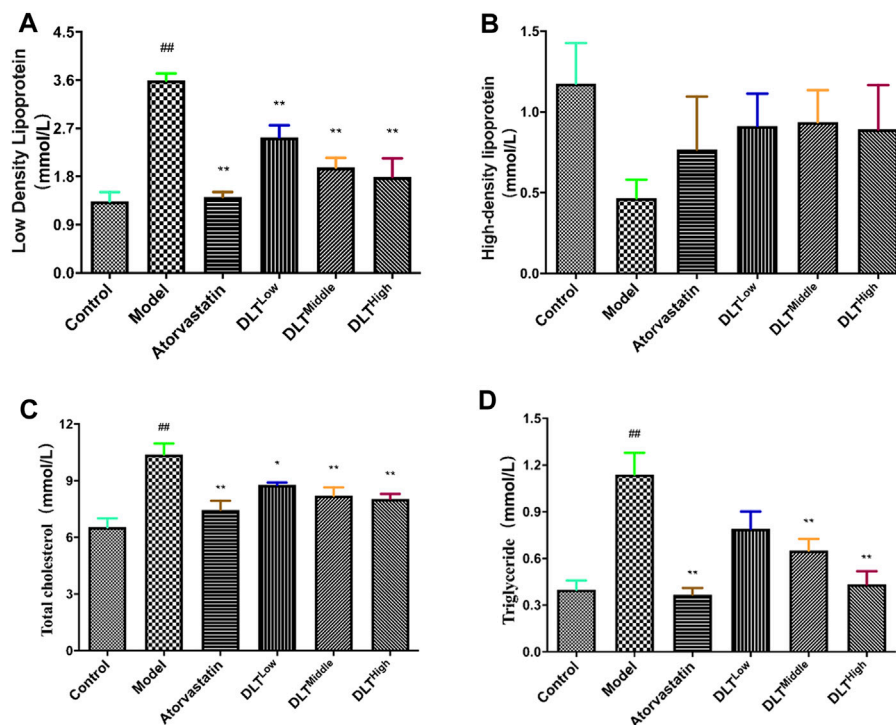 A
Low Density Lipoprotein
(mmol/L)
4.5
3.6
2.7
1.8
0.9
0.0
##
**
**
**
**
Control
Model
Atorvastatin
DLT^Low
DLT^Middle
DLT^High
B
High-density lipoprotein
(mmol/L)
1.5
1.0
0.5
0.0
Control
Model
Atorvastatin
DLT^Low
DLT^Middle
DLT^High
C
Total cholesterol (mmol/L)
12
9
6
3
0
##
**
*
**
**
Control
Model
Atorvastatin
DLT^Low
DLT^Middle
DLT^High
D
Triglyceride (mmol/L)
1.5
1.2
0.9
0.6
0.3
0.0
##
**
**
**
Control
Model
Atorvastatin
DLT^Low
DLT^Middle
DLT^High